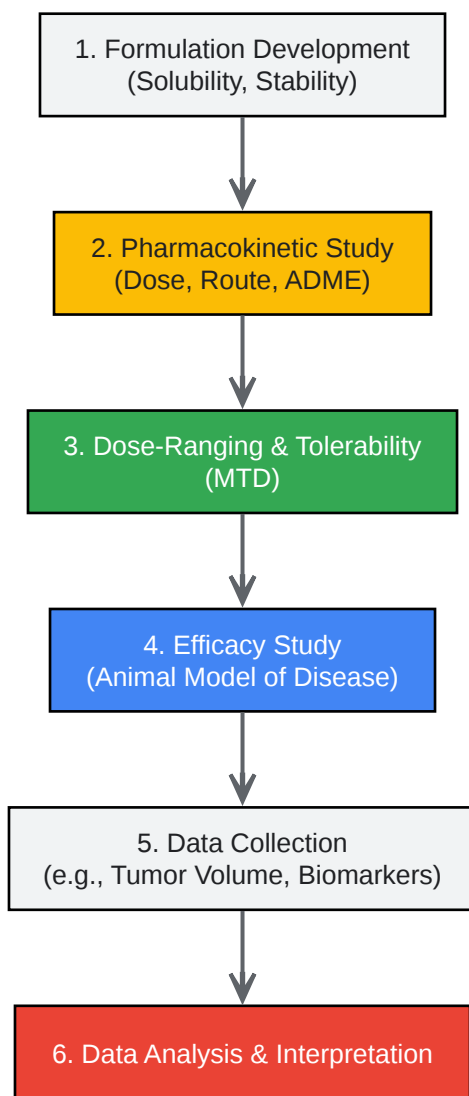 1. Formulation Development
(Solubility, Stability)
2. Pharmacokinetic Study
(Dose, Route, ADME)
3. Dose-Ranging & Tolerability
(MTD)
4. Efficacy Study
(Animal Model of Disease)
5. Data Collection
(e.g., Tumor Volume, Biomarkers)
6. Data Analysis & Interpretation